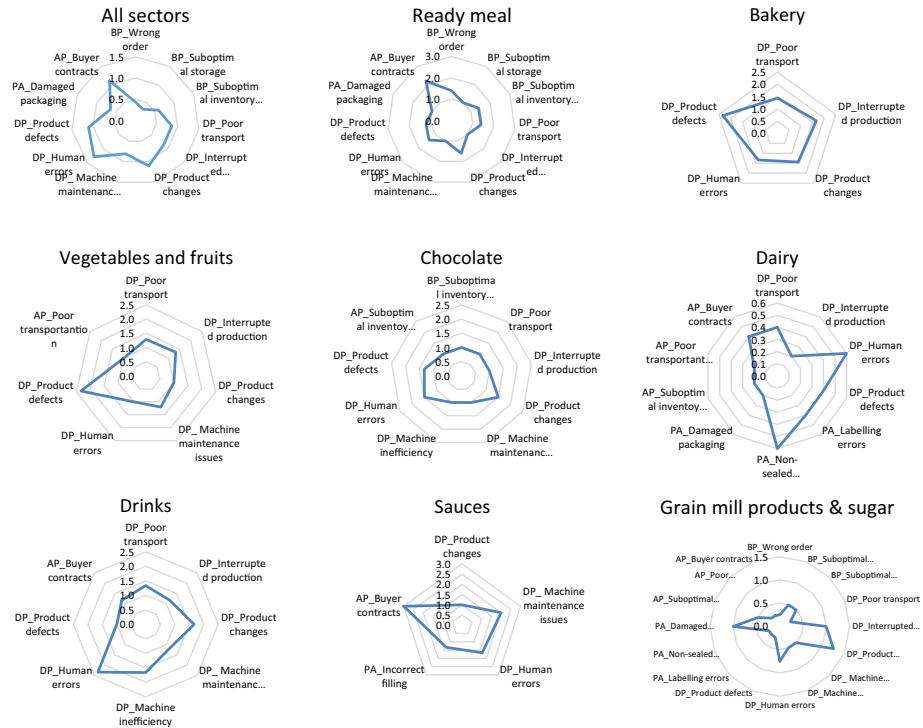 All sectors
BP_Wrong
order
BP_Suboptim
al storage
BP_Suboptim
al inventory...
DP_Poor
transport
DP_Interrupt
ed...
DP_Product
changes
DP_ Machine
maintenanc...
DP_Human
errors
DP_Product
defects
PA_Damaged
packaging
AP_Buyer
contracts
1.5
1.0
0.5
0.0
Ready meal
BP_Wrong
order
BP_Suboptim
al storage
BP_Suboptim
al inventory...
DP_Poor
transport
DP_Interrupt
ed...
DP_Product
changes
DP_ Machine
maintenanc...
DP_Human
errors
DP_Product
defects
PA_Damaged
packaging
AP_Buyer
contracts
3.0
2.0
1.0
0.0
Bakery
DP_Poor
transport
DP_Interrupte
d production
DP_Product
changes
DP_Human
errors
DP_Product
defects
2.5
2.0
1.5
1.0
0.5
0.0
Vegetables and fruits
DP_Poor
transport
DP_Interrupte
d production
DP_Product
changes
DP_ Machine
maintenance
issues
DP_Human
errors
DP_Product
defects
AP_Poor
transportantio
n
2.5
2.0
1.5
1.0
0.5
0.0
Chocolate
BP_Suboptima
l inventory...
DP_Poor
transport
DP_Interrupte
d production
DP_Product
changes
DP_ Machine
maintenanc...
DP_Machine
inefficiency
DP_Human
errors
DP_Product
defects
AP_Suboptim
al inventoy...
2.5
2.0
1.5
1.0
0.5
0.0
Dairy
DP_Poor
transport
DP_Interrupte
d production
DP_Human
errors
DP_Product
defects
PA_Labelling
errors
PA_Non-
sealed...
PA_Damaged
packaging
AP_Suboptim
al inventoy...
AP_Poor
transportant...
AP_Buyer
contracts
0.6
0.5
0.4
0.3
0.2
0.1
0.0
Drinks
DP_Poor
transport
DP_Interrupte
d production
DP_Product
changes
DP_ Machine
maintenanc...
DP_Machine
inefficiency
DP_Human
errors
DP_Product
defects
AP_Buyer
contracts
2.5
2.0
1.5
1.0
0.5
0.0
Sauces
DP_Product
changes
DP_ Machine
maintenance
issues
DP_Human
errors
PA_Incorrect
filling
AP_Buyer
contracts
3.0
2.5
2.0
1.5
1.0
0.5
0.0
Grain mill products & sugar
BP_Wrong order
BP_Suboptimal...
BP_Suboptimal...
DP_Poor transport
DP_Interrupted...
DP_Product...
DP_ Machine...
DP_Machine...
DP_Human errors
DP_Product defects
PA_Labelling errors
PA_Non-sealed...
PA_Damaged...
AP_Suboptimal...
AP_Poor...
AP_Buyer contracts
1.5
1.0
0.5
0.0